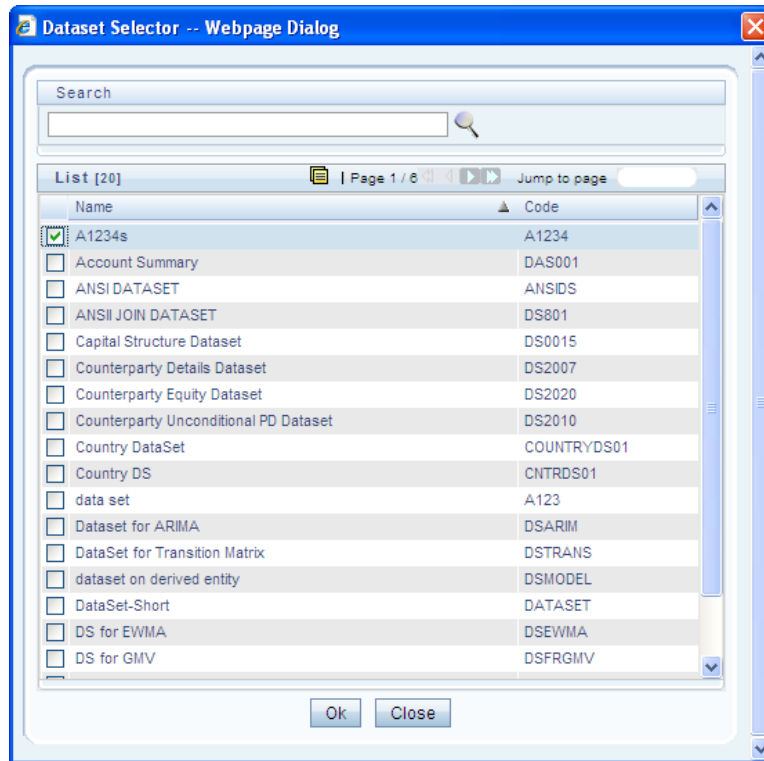 Dataset Selector -- Webpage Dialog
Search
List [20] | Page 1 / 6 Jump to page
Name Code
A1234s A1234
Account Summary DAS001
ANSI DATASET ANSIDS
ANSII JOIN DATASET DS801
Capital Structure Dataset DS0015
Counterparty Details Dataset DS2007
Counterparty Equity Dataset DS2020
Counterparty Unconditional PD Dataset DS2010
Country DataSet COUNTRYDS01
Country DS CNTRDS01
data set A123
Dataset for ARIMA DSARIM
DataSet for Transition Matrix DSTRANS
dataset on derived entity DSMODEL
DataSet-Short DATASET
DS for EWMA DSEWMA
DS for GMV DSFRGMV
Ok Close